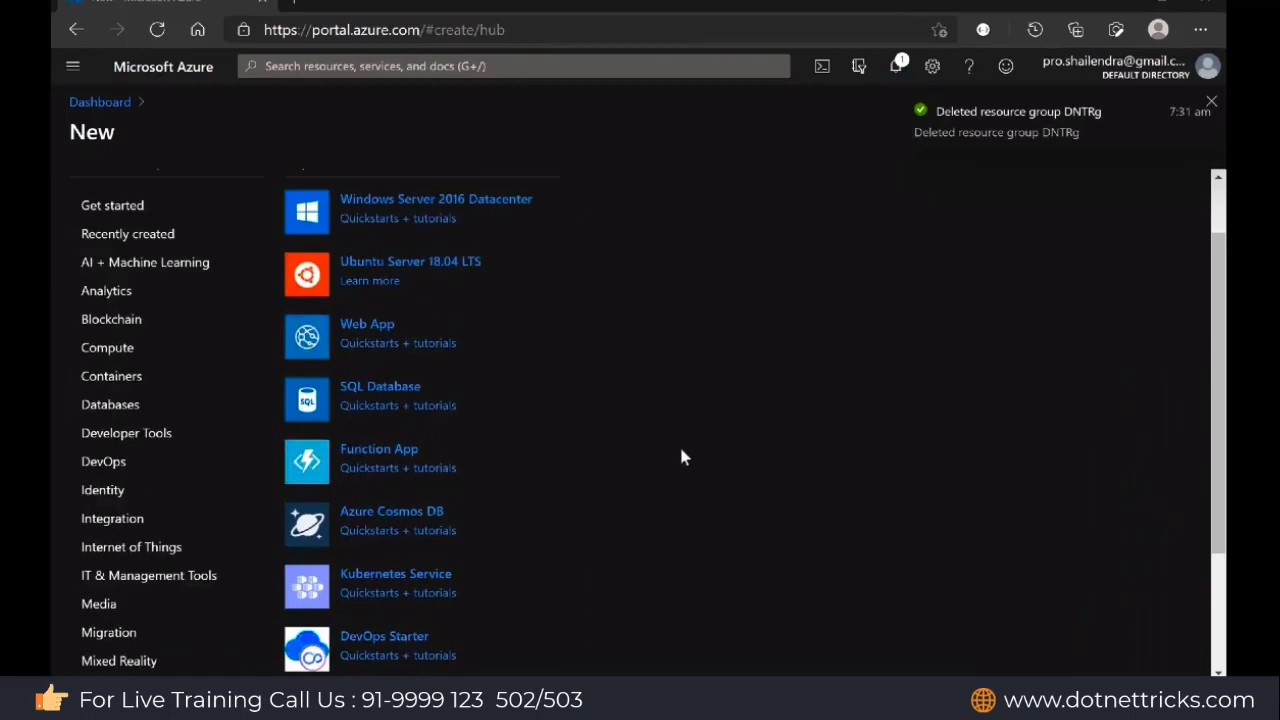 https://portal.azure.com/#create/hub
Microsoft Azure
Search resources, services, and docs (G+/)
1
pro.shailendra@gmail.c...
DEFAULT DIRECTORY
Dashboard
New
Deleted resource group DNTRg
7:31 am
Deleted resource group DNTRg
Get started
Recently created
AI + Machine Learning
Analytics
Blockchain
Compute
Containers
Databases
Developer Tools
DevOps
Identity
Integration
Internet of Things
IT & Management Tools
Media
Migration
Mixed Reality
Windows Server 2016 Datacenter
Quickstarts + tutorials
Ubuntu Server 18.04 LTS
Learn more
Web App
Quickstarts + tutorials
SQL
SQL Database
Quickstarts + tutorials
Function App
Quickstarts + tutorials
Azure Cosmos DB
Quickstarts + tutorials
Kubernetes Service
Quickstarts + tutorials
DevOps Starter
Quickstarts + tutorials
For Live Training Call Us : 91-9999 123 502/503
www.dotnettricks.com